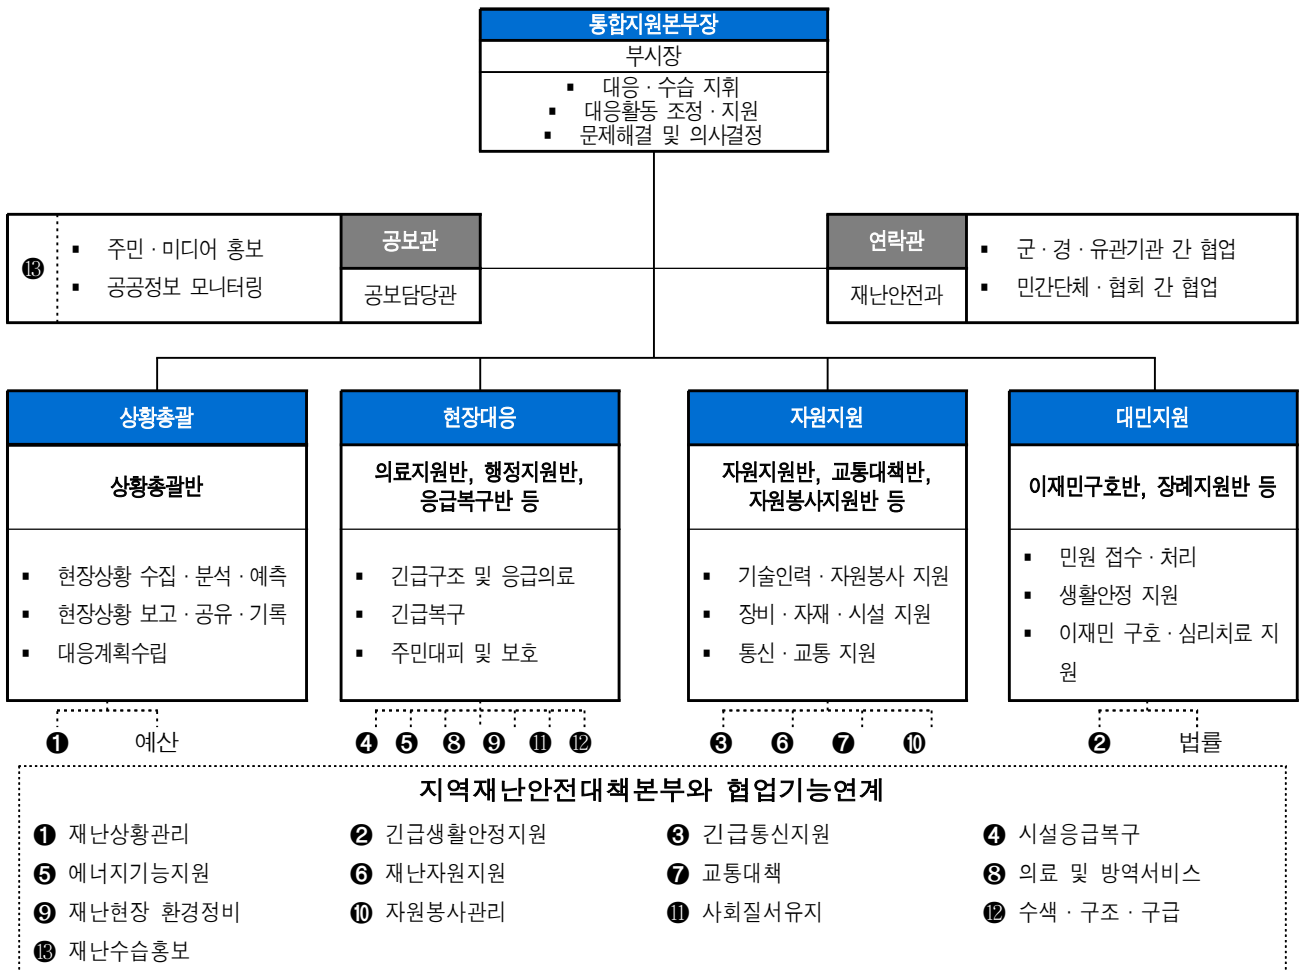 통합지원본부장
부시장
▪ 대응·수습 지휘
▪ 대응활동 조정·지원
▪ 문제해결 및 의사결정
⓭
▪ 주민·미디어 홍보
▪ 공공정보 모니터링
공보관
공보담당관
연락관
재난안전과
▪ 군·경·유관기관 간 협업
▪ 민간단체·협회 간 협업
상황총괄
상황총괄반
▪ 현장상황 수집·분석·예측
▪ 현장상황 보고·공유·기록
▪ 대응계획수립
❶ 예산
현장대응
의료지원반, 행정지원반,
응급복구반 등
▪ 긴급구조 및 응급의료
▪ 긴급복구
▪ 주민대피 및 보호
❹ ❺ ❽ ❾ ⓫ ⓬
자원지원
자원지원반, 교통대책반,
자원봉사지원반 등
▪ 기술인력·자원봉사 지원
▪ 장비·자재·시설 지원
▪ 통신·교통 지원
❸ ❻ ❼ ❿
대민지원
이재민구호반, 장례지원반 등
▪ 민원 접수·처리
▪ 생활안정 지원
▪ 이재민 구호·심리치료 지
원
❷ 법률
지역재난안전대책본부와 협업기능연계
❶ 재난상황관리 ❷ 긴급생활안정지원 ❸ 긴급통신지원 ❹ 시설응급복구
❺ 에너지기능지원 ❻ 재난자원지원 ❼ 교통대책 ❽ 의료 및 방역서비스
❾ 재난현장 환경정비 ❿ 자원봉사관리 ⓫ 사회질서유지 ⓬ 수색·구조·구급
⓭ 재난수습홍보